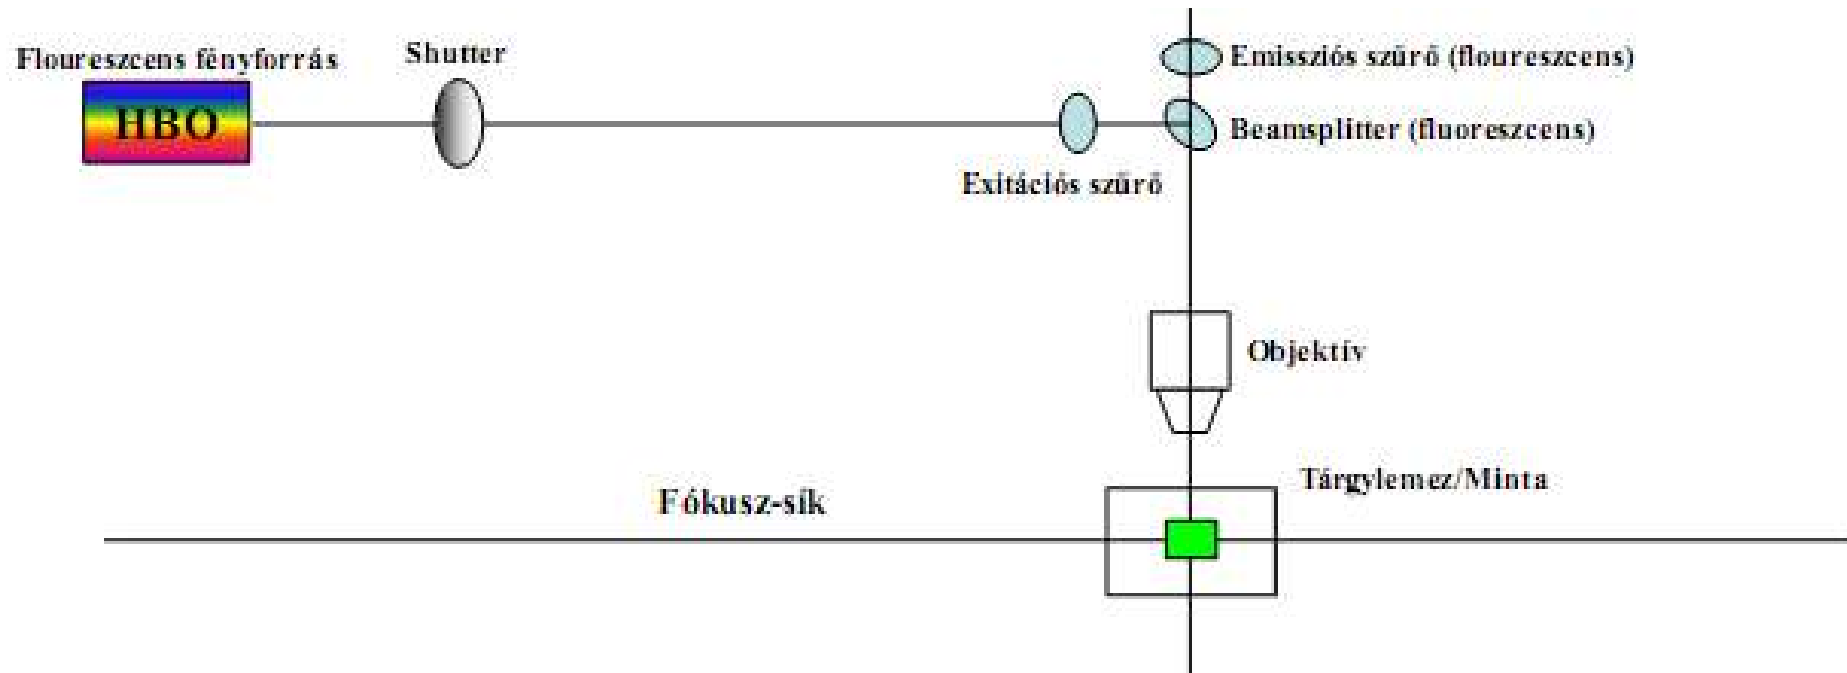 Floureszcens fényforrás
HBO
Shutter
Emissziós szűrő (floureszcens)
Beamsplitter (fluoreszcens)
Exitációs szűrő
Objektív
Tárgylemez/Minta
Fókusz-sík